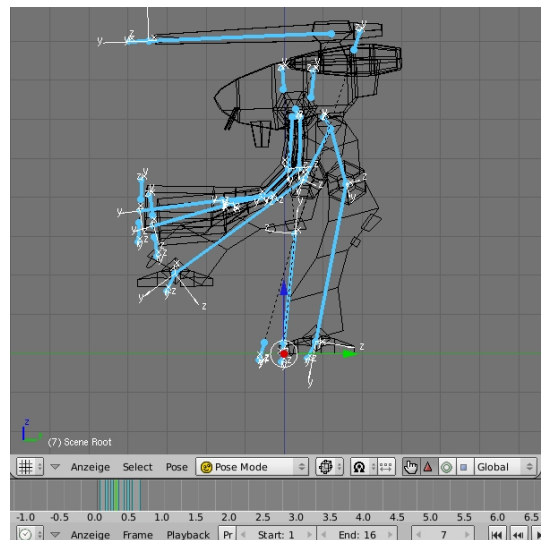 z
(7) Scene Root
Anzeige Select Pose Pose Mode Global
-1.0 -0.5 0.0 0.5 1.0 1.5 2.0 2.5 3.0 3.5 4.0 4.5 5.0 5.5 6.0 6.5
Anzeige Frame Playback Pr Start: 1 End: 16 7